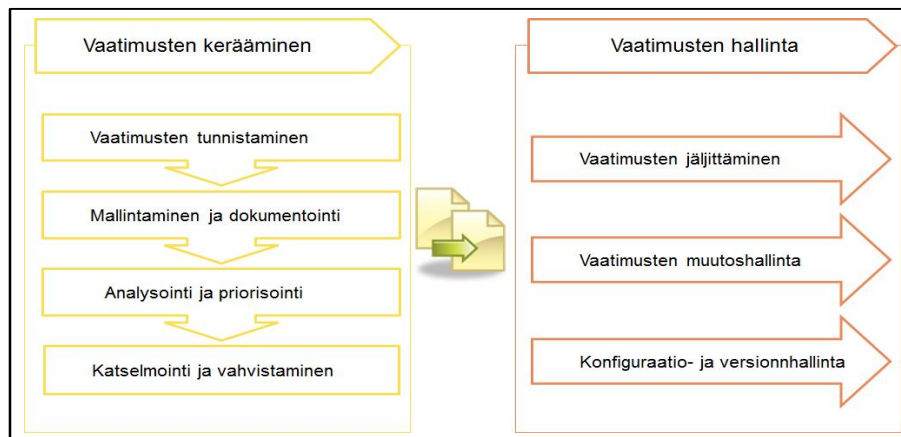 Vaatimusten kerääminen
Vaatimusten tunnistaminen
Mallintaminen ja dokumentointi
Analysointi ja priorisointi
Katselmointi ja vahvistaminen
Vaatimusten hallinta
Vaatimusten jäljittäminen
Vaatimusten muutoshallinta
Konfiguraatio- ja versionnhallinta